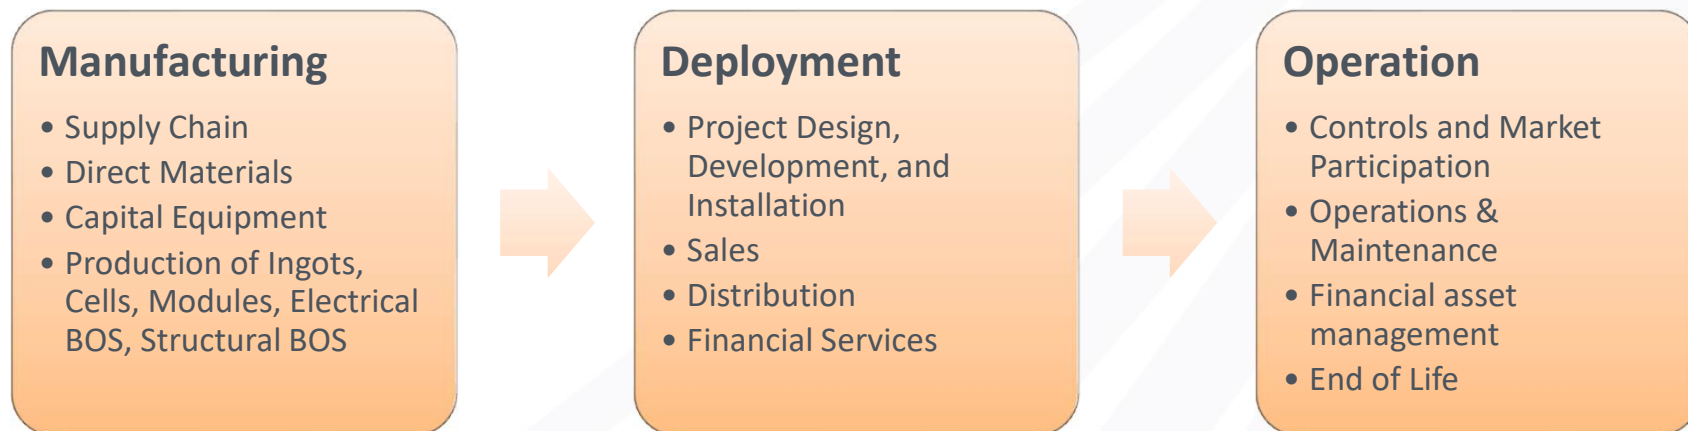 Manufacturing
• Supply Chain
• Direct Materials
• Capital Equipment
• Production of Ingots,
Cells, Modules, Electrical
BOS, Structural BOS
Deployment
• Project Design,
Development, and
Installation
• Sales
• Distribution
• Financial Services
Operation
• Controls and Market
Participation
• Operations &
Maintenance
• Financial asset
management
• End of Life